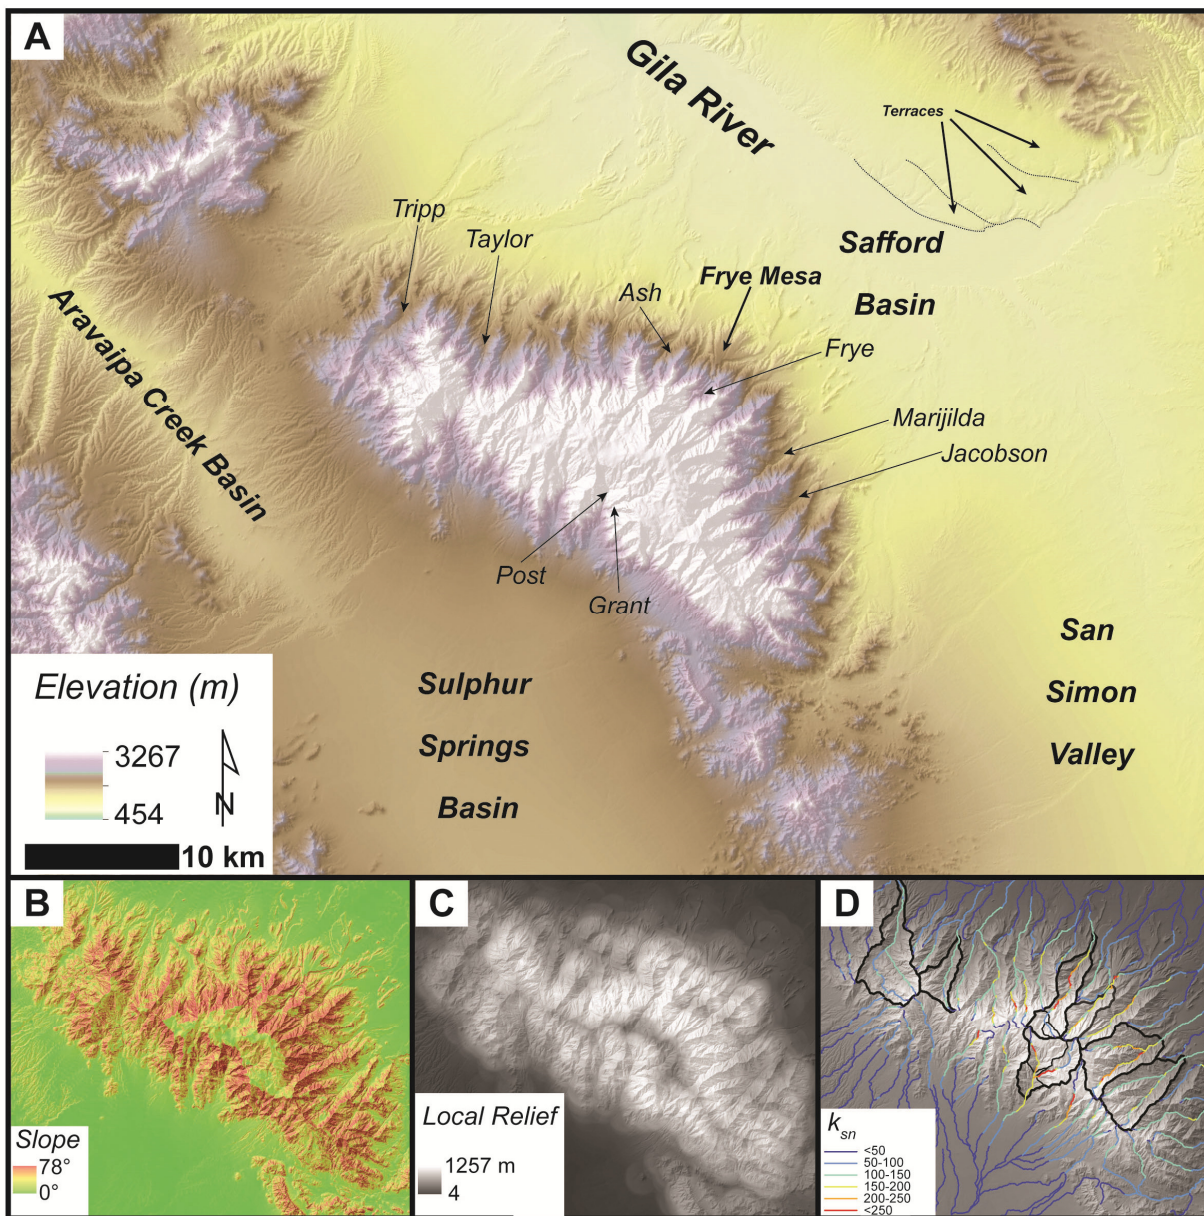 A
Gila River
Terraces
Tripp
Taylor
Safford
Basin
Frye Mesa
Ash
Frye
Aravaipa Creek Basin
Marijilda
Jacobson
Post
Grant
San
Simon
Valley
Sulphur
Springs
Basin
Elevation (m)
3267
454
N
10 km
B
Slope
78°
0°
C
Local Relief
1257 m
4
D
ksn
<50
50-100
100-150
150-200
200-250
<250